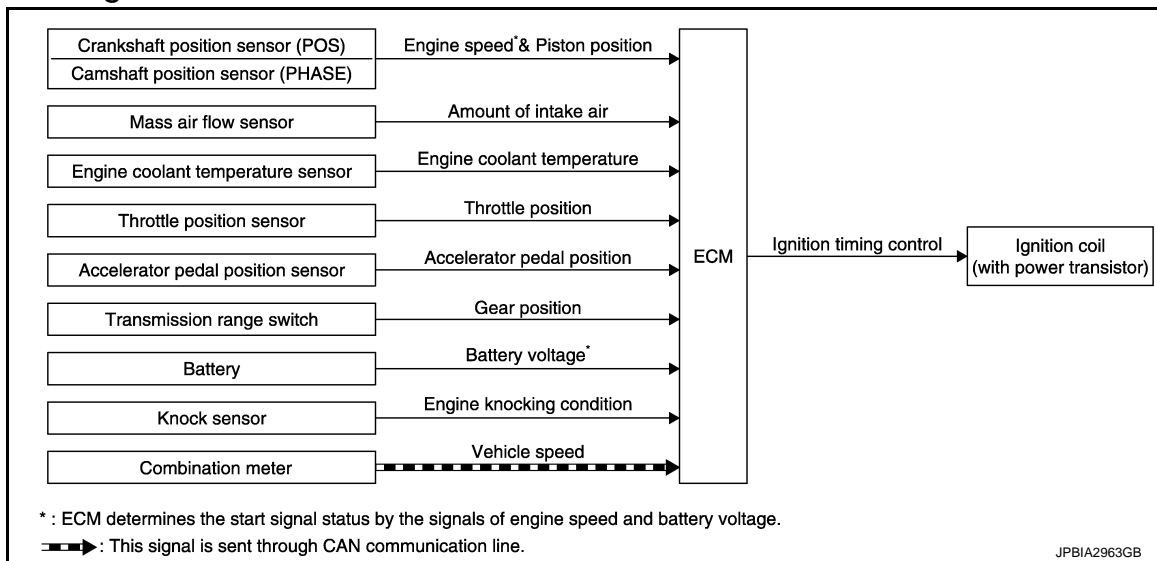 Crankshaft position sensor (POS)
Camshaft position sensor (PHASE)
Engine speed*& Piston position
Mass air flow sensor
Amount of intake air
Engine coolant temperature sensor
Engine coolant temperature
Throttle position sensor
Throttle position
Accelerator pedal position sensor
Accelerator pedal position
Transmission range switch
Gear position
Battery
Battery voltage*
Knock sensor
Engine knocking condition
Combination meter
Vehicle speed
ECM
Ignition timing control
Ignition coil
(with power transistor)
* : ECM determines the start signal status by the signals of engine speed and battery voltage.
: This signal is sent through CAN communication line.
JPBIA2963GB